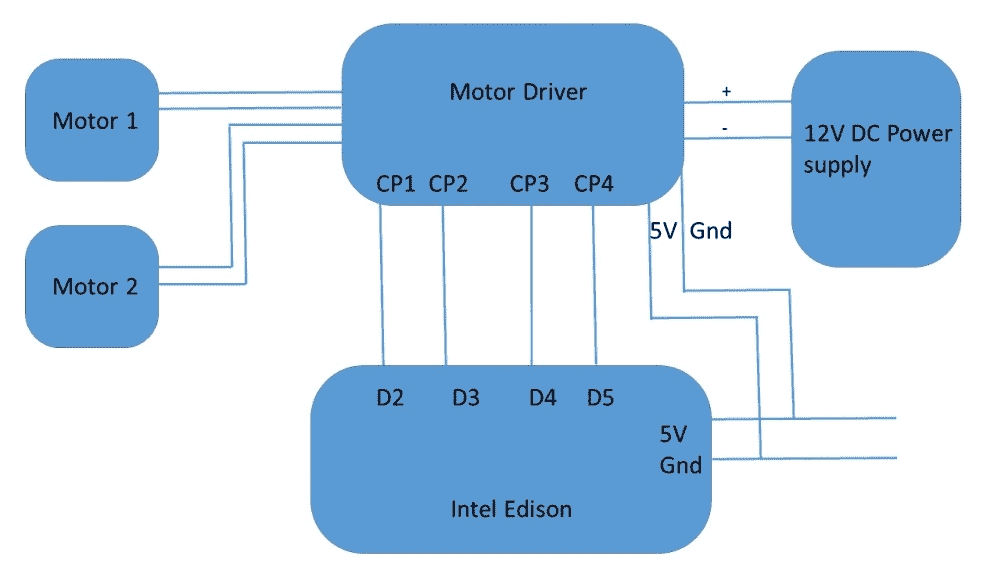 Motor Driver
+
-
12V DC Power
supply
Motor 1
CP1 CP2 CP3 CP4
5V Gnd
Motor 2
D2 D3 D4 D5
5V
Gnd
Intel Edison